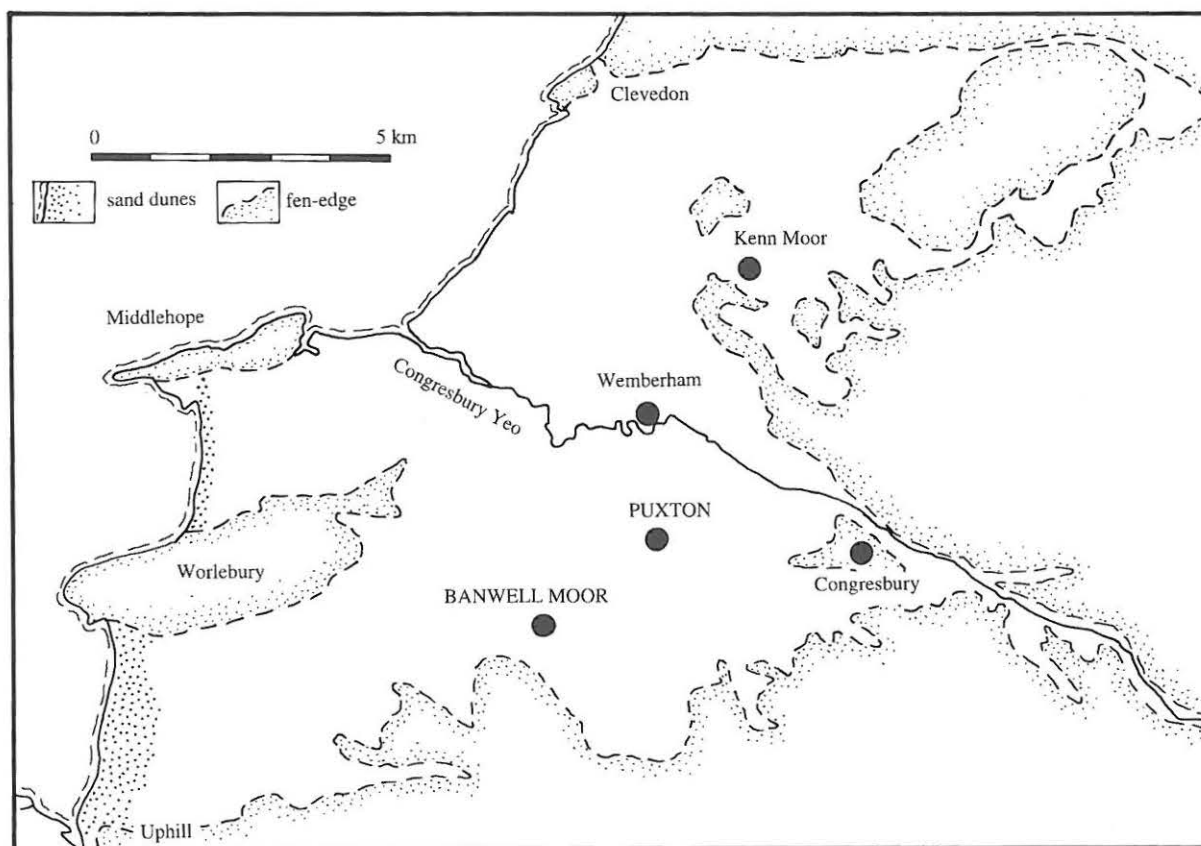 Clevedon
0 5 km
sand dunes fen-edge
Kenn Moor
Middlehope
Congresbury Yeo
Wemberham
PUXTON
Worlebury
Congresbury
BANWELL MOOR
Uphill